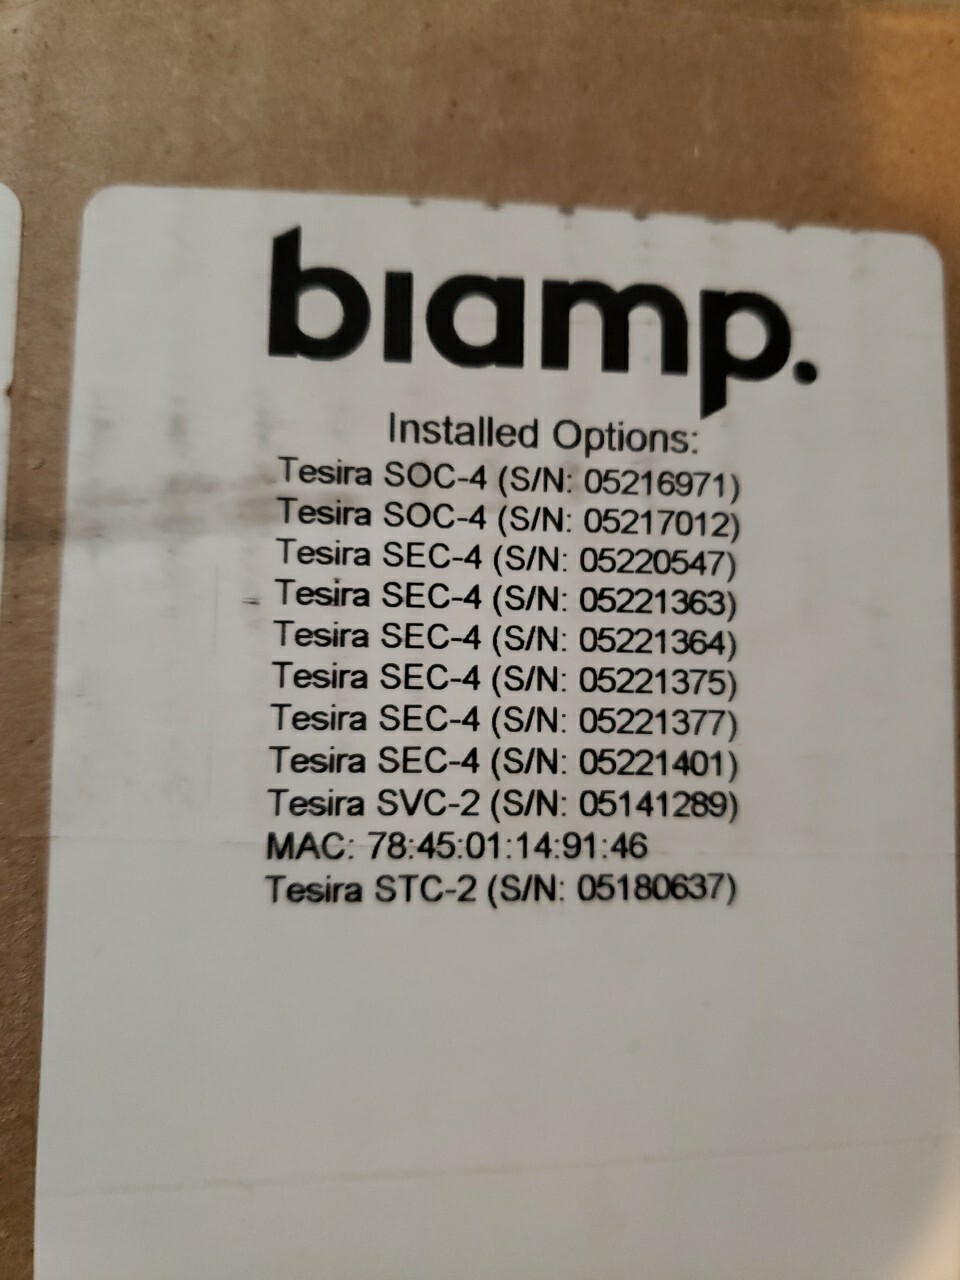 biamp.
Installed Options:
Tesira SOC-4 (S/N: 05216971)
Tesira SOC-4 (S/N: 05217012)
Tesira SEC-4 (S/N: 05220547)
Tesira SEC-4 (S/N: 05221363)
Tesira SEC-4 (S/N: 05221364)
Tesira SEC-4 (S/N: 05221375)
Tesira SEC-4 (S/N: 05221377)
Tesira SEC-4 (S/N: 05221401)
Tesira SVC-2 (S/N: 05141289)
MAC: 78:45:01:14:91:46
Tesira STC-2 (S/N: 05180637)